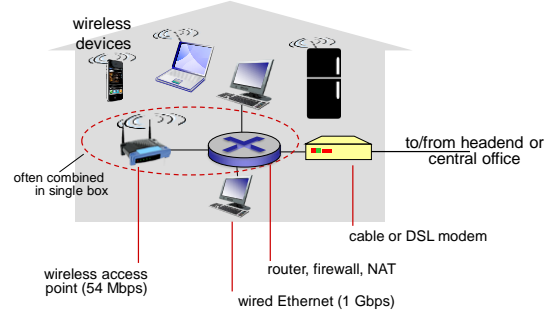 wireless
devices
to/from headend or
central office
often combined
in single box
cable or DSL modem
router, firewall, NAT
wireless access
point (54 Mbps)
wired Ethernet (1 Gbps)